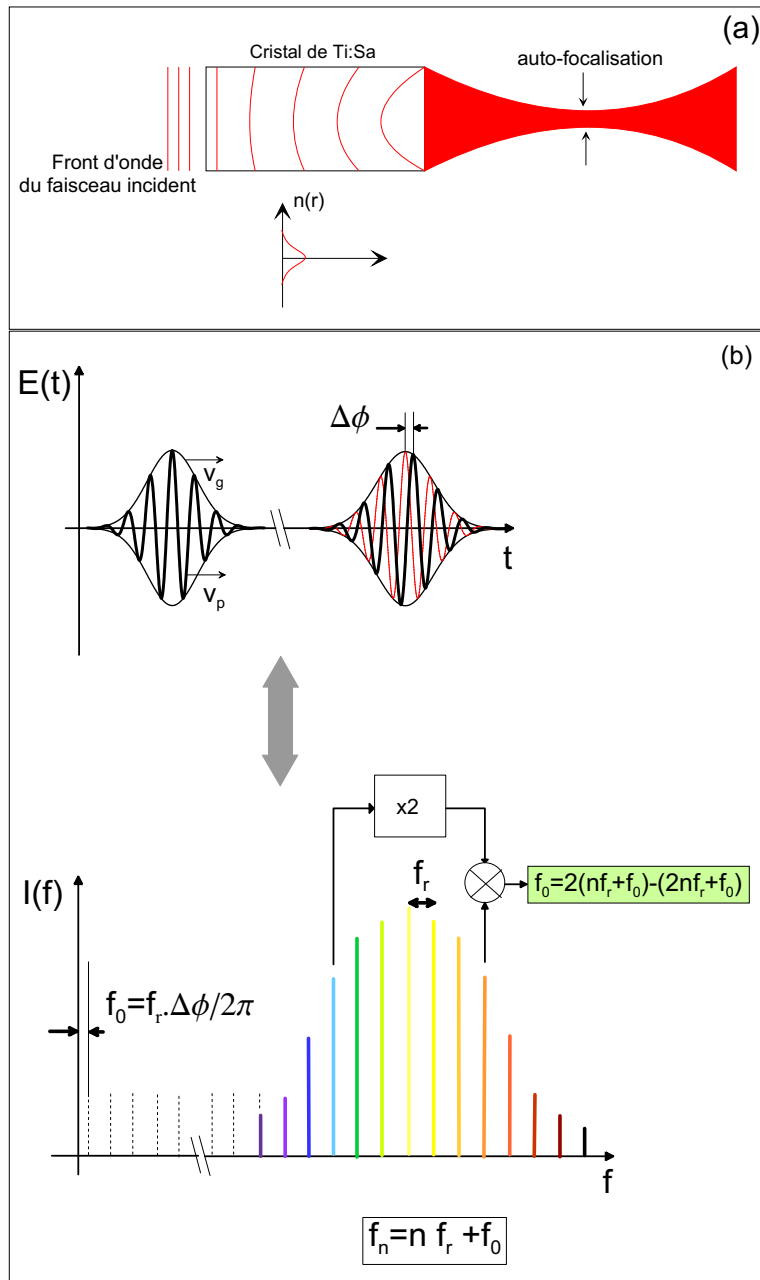 (a)
Cristal de Ti:Sa
auto-focalisation
Front d'onde
du faisceau incident
n(r)
(b)
E(t)
Δϕ
v_g
v_p
t
x2
I(f)
f_r
f_0=2(nf_r+f_0)-(2nf_r+f_0)
f_0=f_r.Δϕ/2π
f
f_n=n f_r +f_0